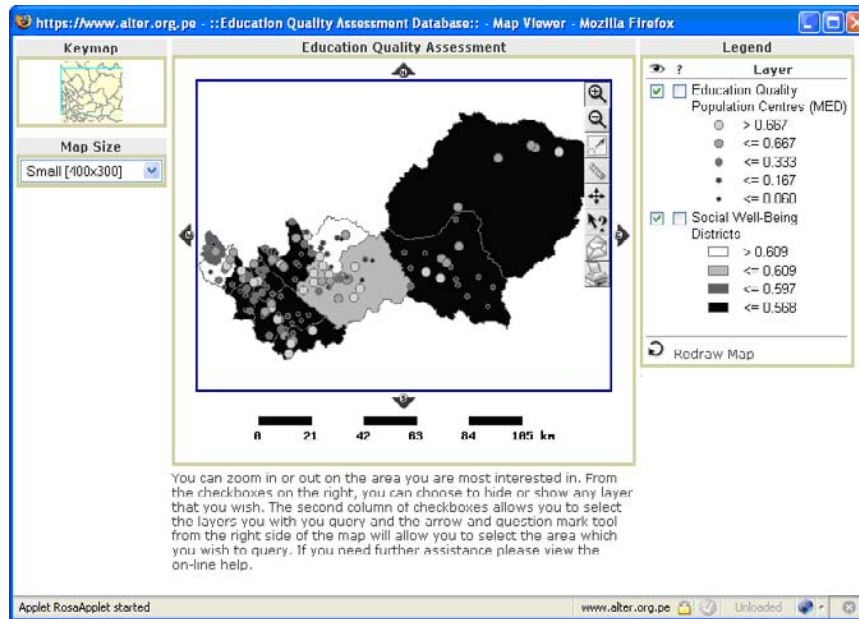 https://www.alter.org.pe - ::Education Quality Assessment Database:: - Map Viewer - Mozilla Firefox
Keymap
Map Size
Small [400x300]
Education Quality Assessment
N
0 21 42 63 84 105 km
You can zoom in or out on the area you are most interested in. From
the checkboxes on the right, you can choose to hide or show any layer
that you wish. The second column of checkboxes allows you to select
the layers you with you query and the arrow and question mark tool
from the right side of the map will allow you to select the area which
you wish to query. If you need further assistance please view the
on-line help.
Legend
? Layer
Education Quality
Population Centres (MED)
> 0.667
<= 0.667
<= 0.333
<= 0.167
<= 0.060
Social Well-Being
Districts
> 0.609
<= 0.609
<= 0.597
<= 0.568
Redraw Map
Applet RosaApplet started
www.alter.org.pe
Unloaded